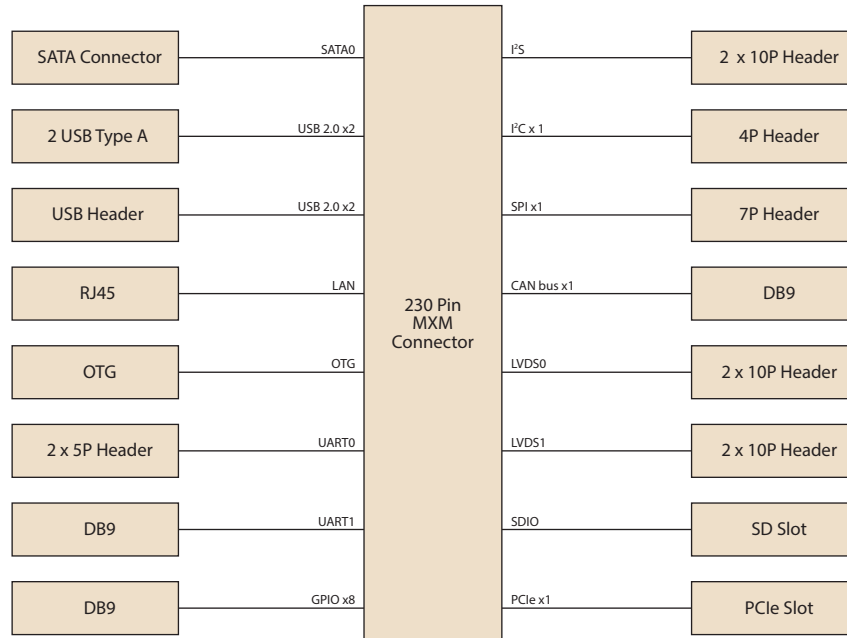 SATA Connector
SATA0
I²S
2 x 10P Header
2 USB Type A
USB 2.0 x2
I²C x 1
4P Header
USB Header
USB 2.0 x2
SPI x1
7P Header
RJ45
LAN
CAN bus x1
DB9
230 Pin
MXM
Connector
OTG
OTG
LVDS0
2 x 10P Header
2 x 5P Header
UART0
LVDS1
2 x 10P Header
DB9
UART1
SDIO
SD Slot
DB9
GPIO x8
PCIe x1
PCIe Slot